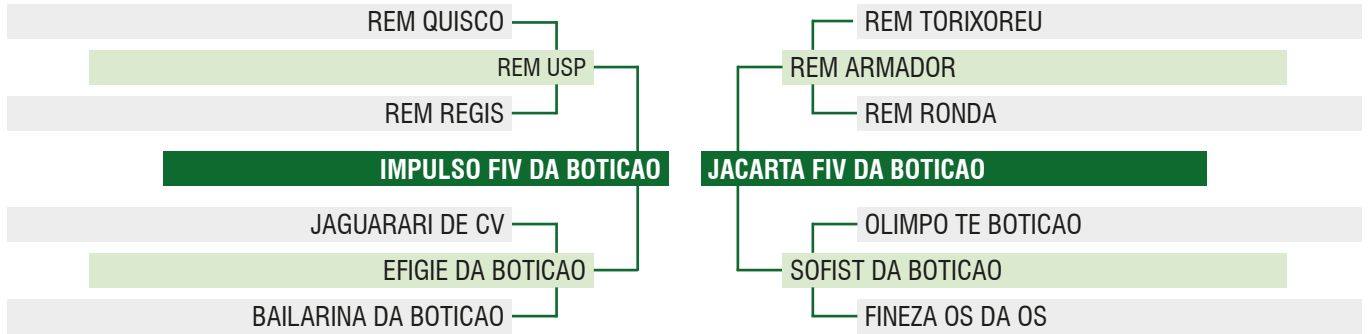 REM QUISCO
REM USP
REM REGIS
IMPULSO FIV DA BOTICAO
JAGUARARI DE CV
EFIGIE DA BOTICAO
BAILARINA DA BOTICAO
REM TORIXOREU
REM ARMADOR
REM RONDA
JACARTA FIV DA BOTICAO
OLIMPO TE BOTICAO
SOFIST DA BOTICAO
FINEZA OS DA OS